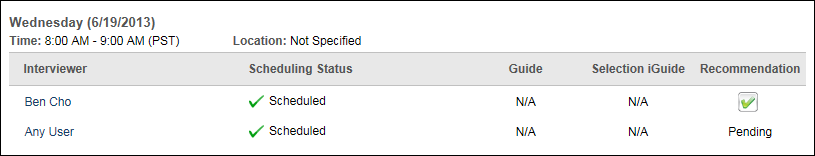 Wednesday (6/19/2013)
Time: 8:00 AM - 9:00 AM (PST) Location: Not Specified
Interviewer Scheduling Status Guide Selection iGuide Recommendation
Ben Cho Scheduled N/A N/A
Any User Scheduled N/A N/A Pending